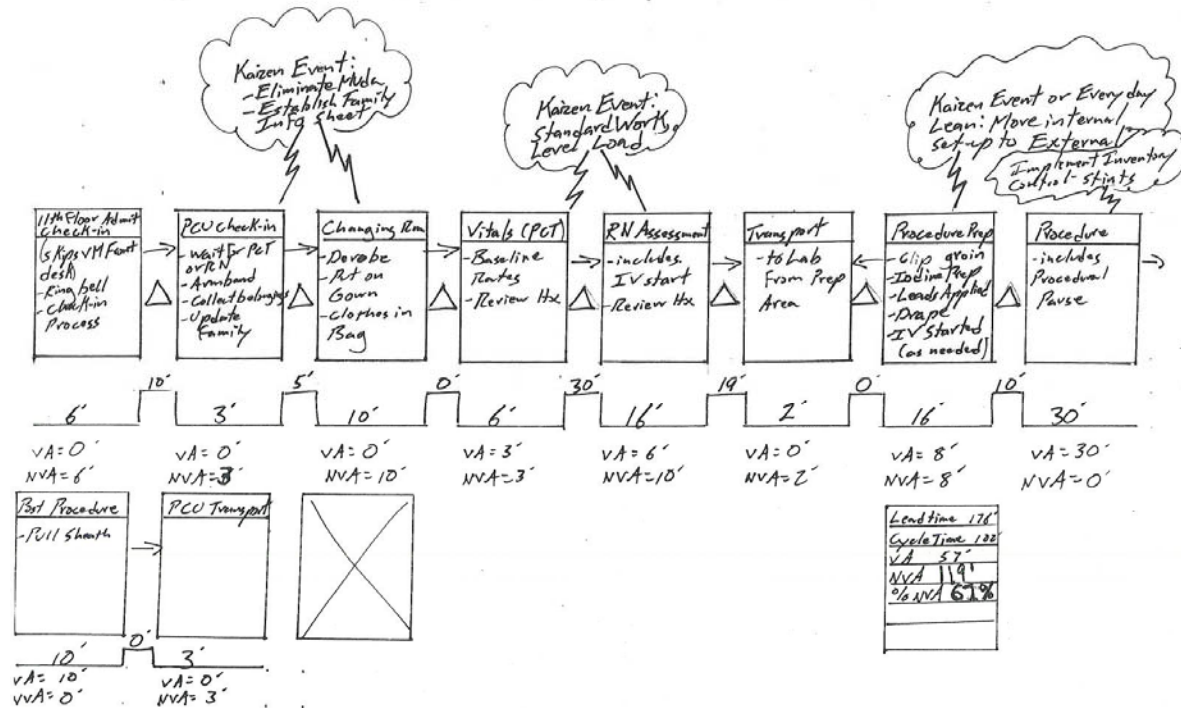 Kaizen Event:
-Eliminate Muda
-Establish Family
Info Sheet
Kaizen Event:
Standard Work,
Level Load
Kaizen Event or Everyday
Lean: Move internal
set-up to External
Implement Inventory
Control - Stints
11th Floor Admit
Check-in
(skips VM Front
desk)
-Ring bell
-Check-in
Process
PCU Check-in
-Wait for PCT
or RN
-Armband
-Collect belongings
-Update
Family
Changing Rm
-Derobe
-Put on
Gown
-Clothes in
Bag
Vitals (PCT)
-Baseline
-Review Hx
RN Assessment
-includes
IV start
-Review Hx
Transport
-to Lab
From Prep
Area
Procedure Prep
-Clip groin
-Iodine Prep
-Leads Applied
-Drape
-IV Started
(as needed)
Procedure
-includes
Procedural
Pause
10' 5' 0' 30' 19' 0' 10'
6' 3' 10' 6' 16' 2' 16' 30'
VA=0' VA=0' VA=0' VA=3' VA=6' VA=0' VA=8' VA=30'
NVA=6' NVA=3' NVA=10' NVA=3' NVA=10' NVA=2' NVA=8' NVA=0'
Post Procedure
-Pull Sheath
PCU Transport
0'
10' 3'
VA=10' VA=0'
NVA=0' NVA=3'
Leadtime 176'
Cycle Time 102'
VA 57'
NVA 119'
% NVA